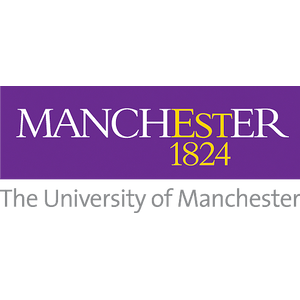 MANCHEStER
1824
The University of Manchester